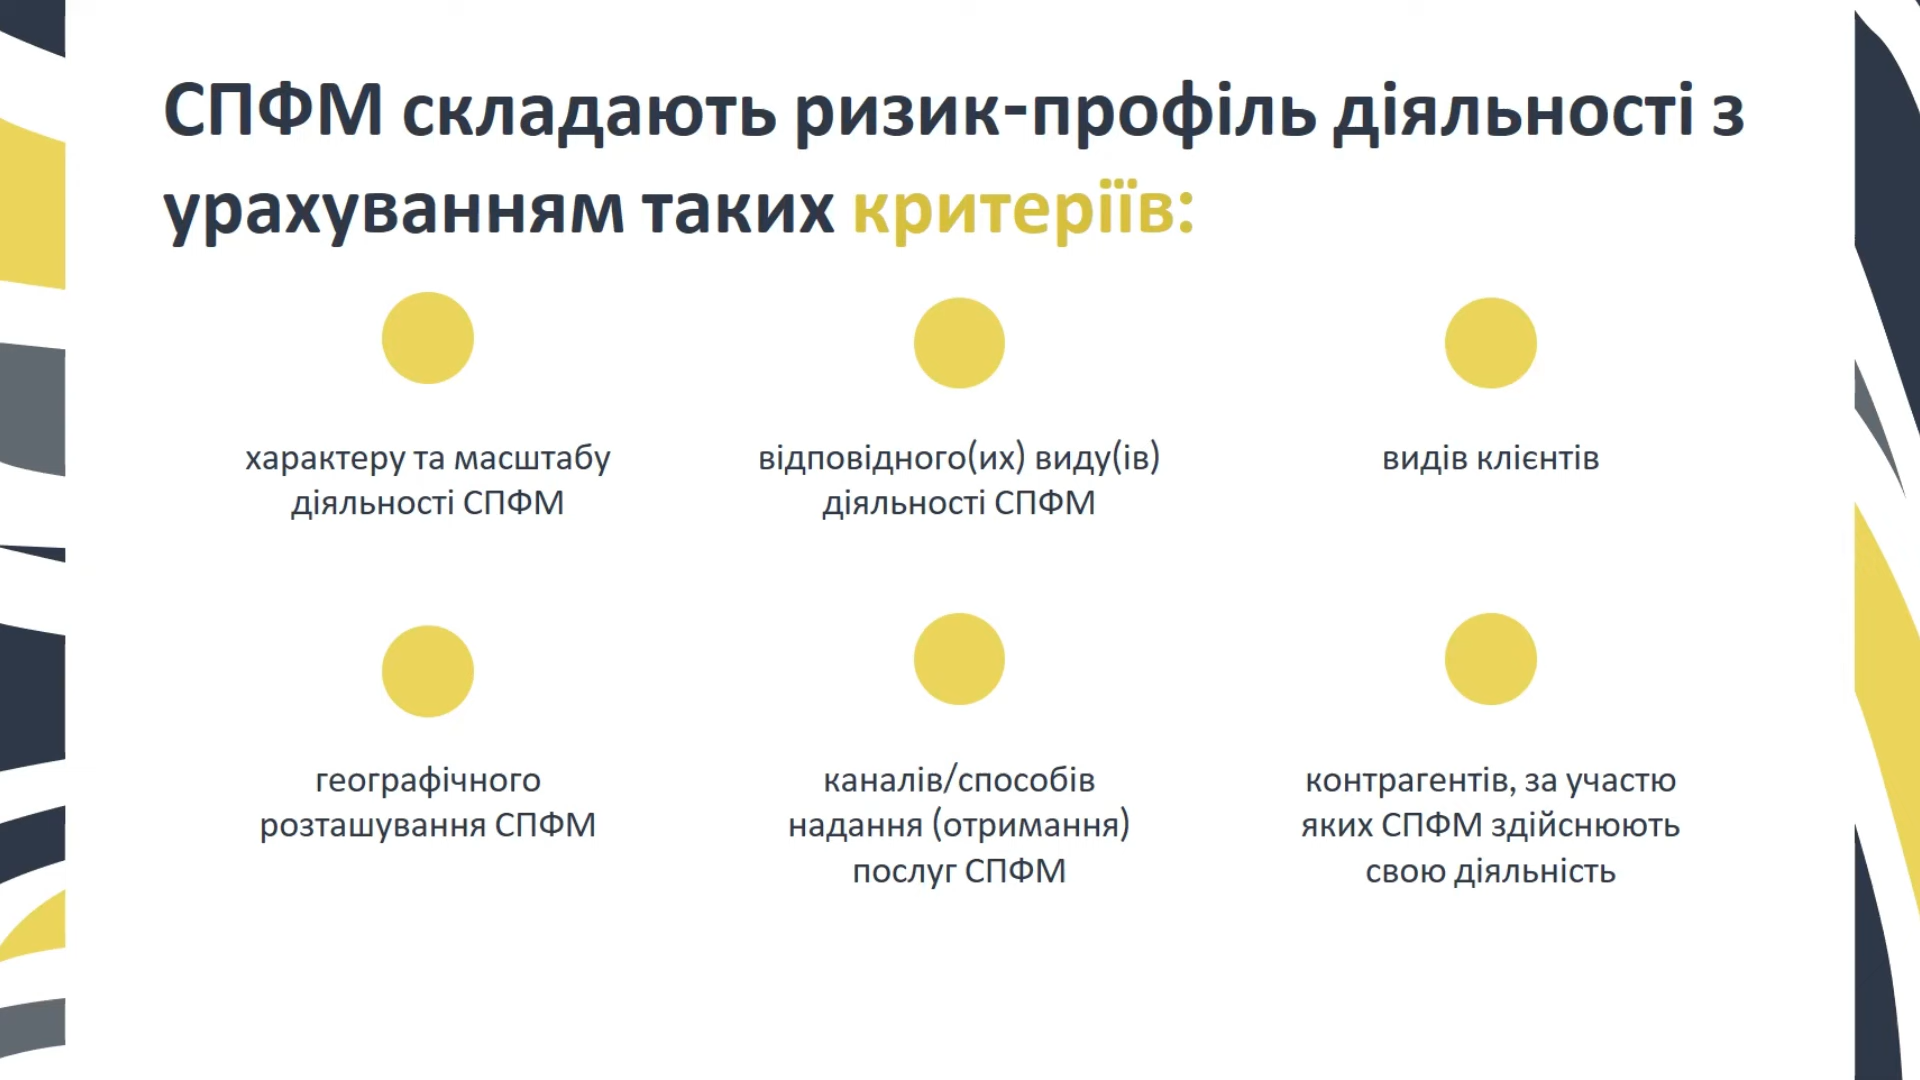 СПФМ складають ризик-профіль діяльності з
урахуванням таких критеріїв:
характеру та масштабу
діяльності СПФМ
відповідного(их) виду(ів)
діяльності СПФМ
видів клієнтів
географічного
розташування СПФМ
каналів/способів
надання (отримання)
послуг СПФМ
контрагентів, за участю
яких СПФМ здійснюють
свою діяльність